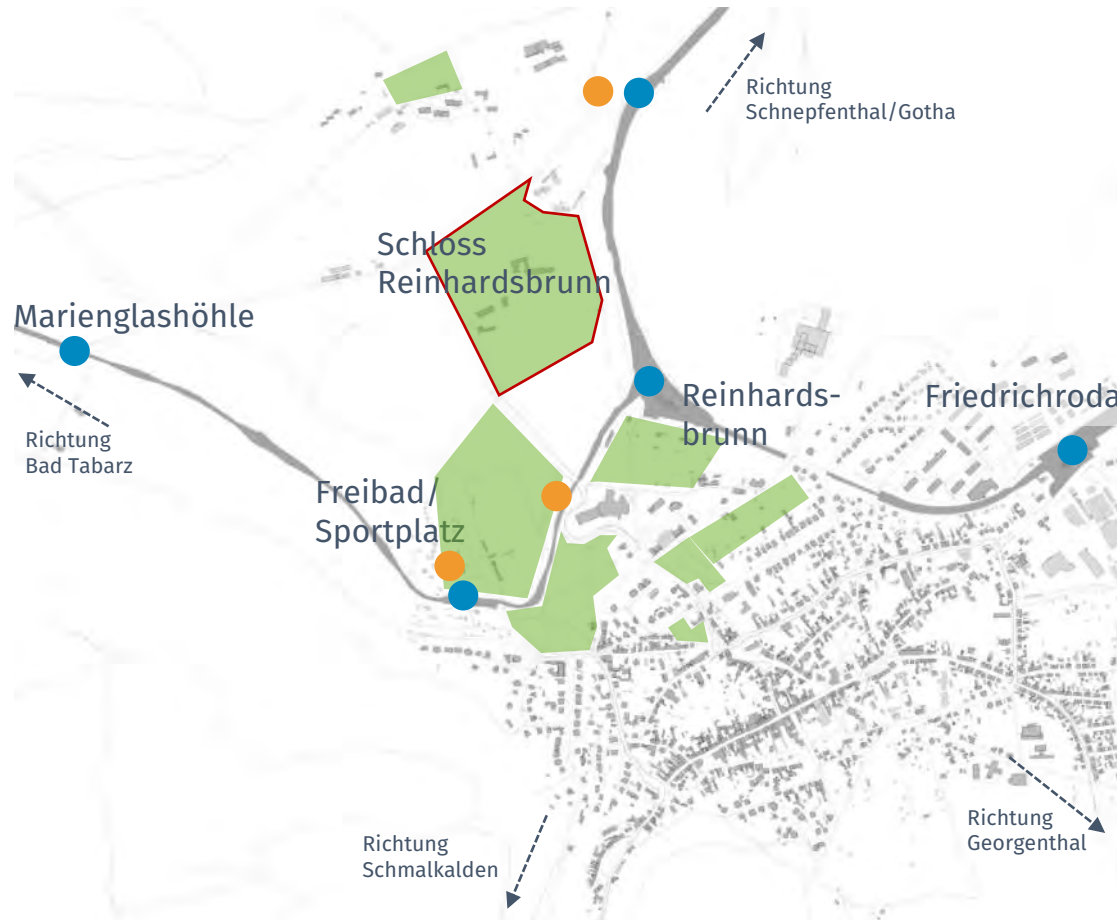 Richtung
Schnepfenthal/Gotha
Schloss
Reinhardsbrunn
Marienglashöhle
Richtung
Bad Tabarz
Reinhards-
brunn
Friedrichroda
Freibad/
Sportplatz
Richtung
Schmalkalden
Richtung
Georgenthal